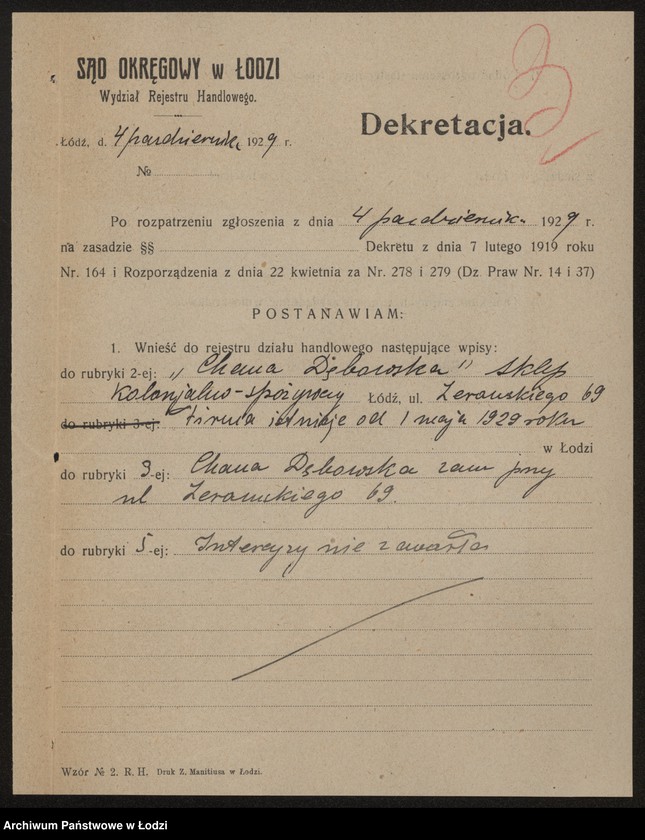 SĄD OKRĘGOWY w ŁODZI
Wydział Rejestru Handlowego.
Łódź, d. 4 października 1929 r.
№
Dekretacja.
Po rozpatrzeniu zgłoszenia z dnia 4 październik. 1929 r.
na zasadzie §§ Dekretu z dnia 7 lutego 1919 roku
Nr. 164 i Rozporządzenia z dnia 22 kwietnia za Nr. 278 i 279 (Dz. Praw Nr. 14 i 37)
POSTANAWIAM:
1. Wnieść do rejestru działu handlowego następujące wpisy:
do rubryki 2-ej: „Chana Dębowska" sklep
kolonjalno-spożywczy Łódź, ul. Żeromskiego 69
do rubryki 3-ej: Firma istnieje od 1 maja 1929 roku
w Łodzi
do rubryki 3-ej: Chana Dębowska zam przy
ul Żeromskiego 69.
do rubryki 5-ej: Intercyzy nie zawarła
Wzór № 2. R. H. Druk Z. Manitiusa w Łodzi.
Archiwum Państwowe w Łodzi